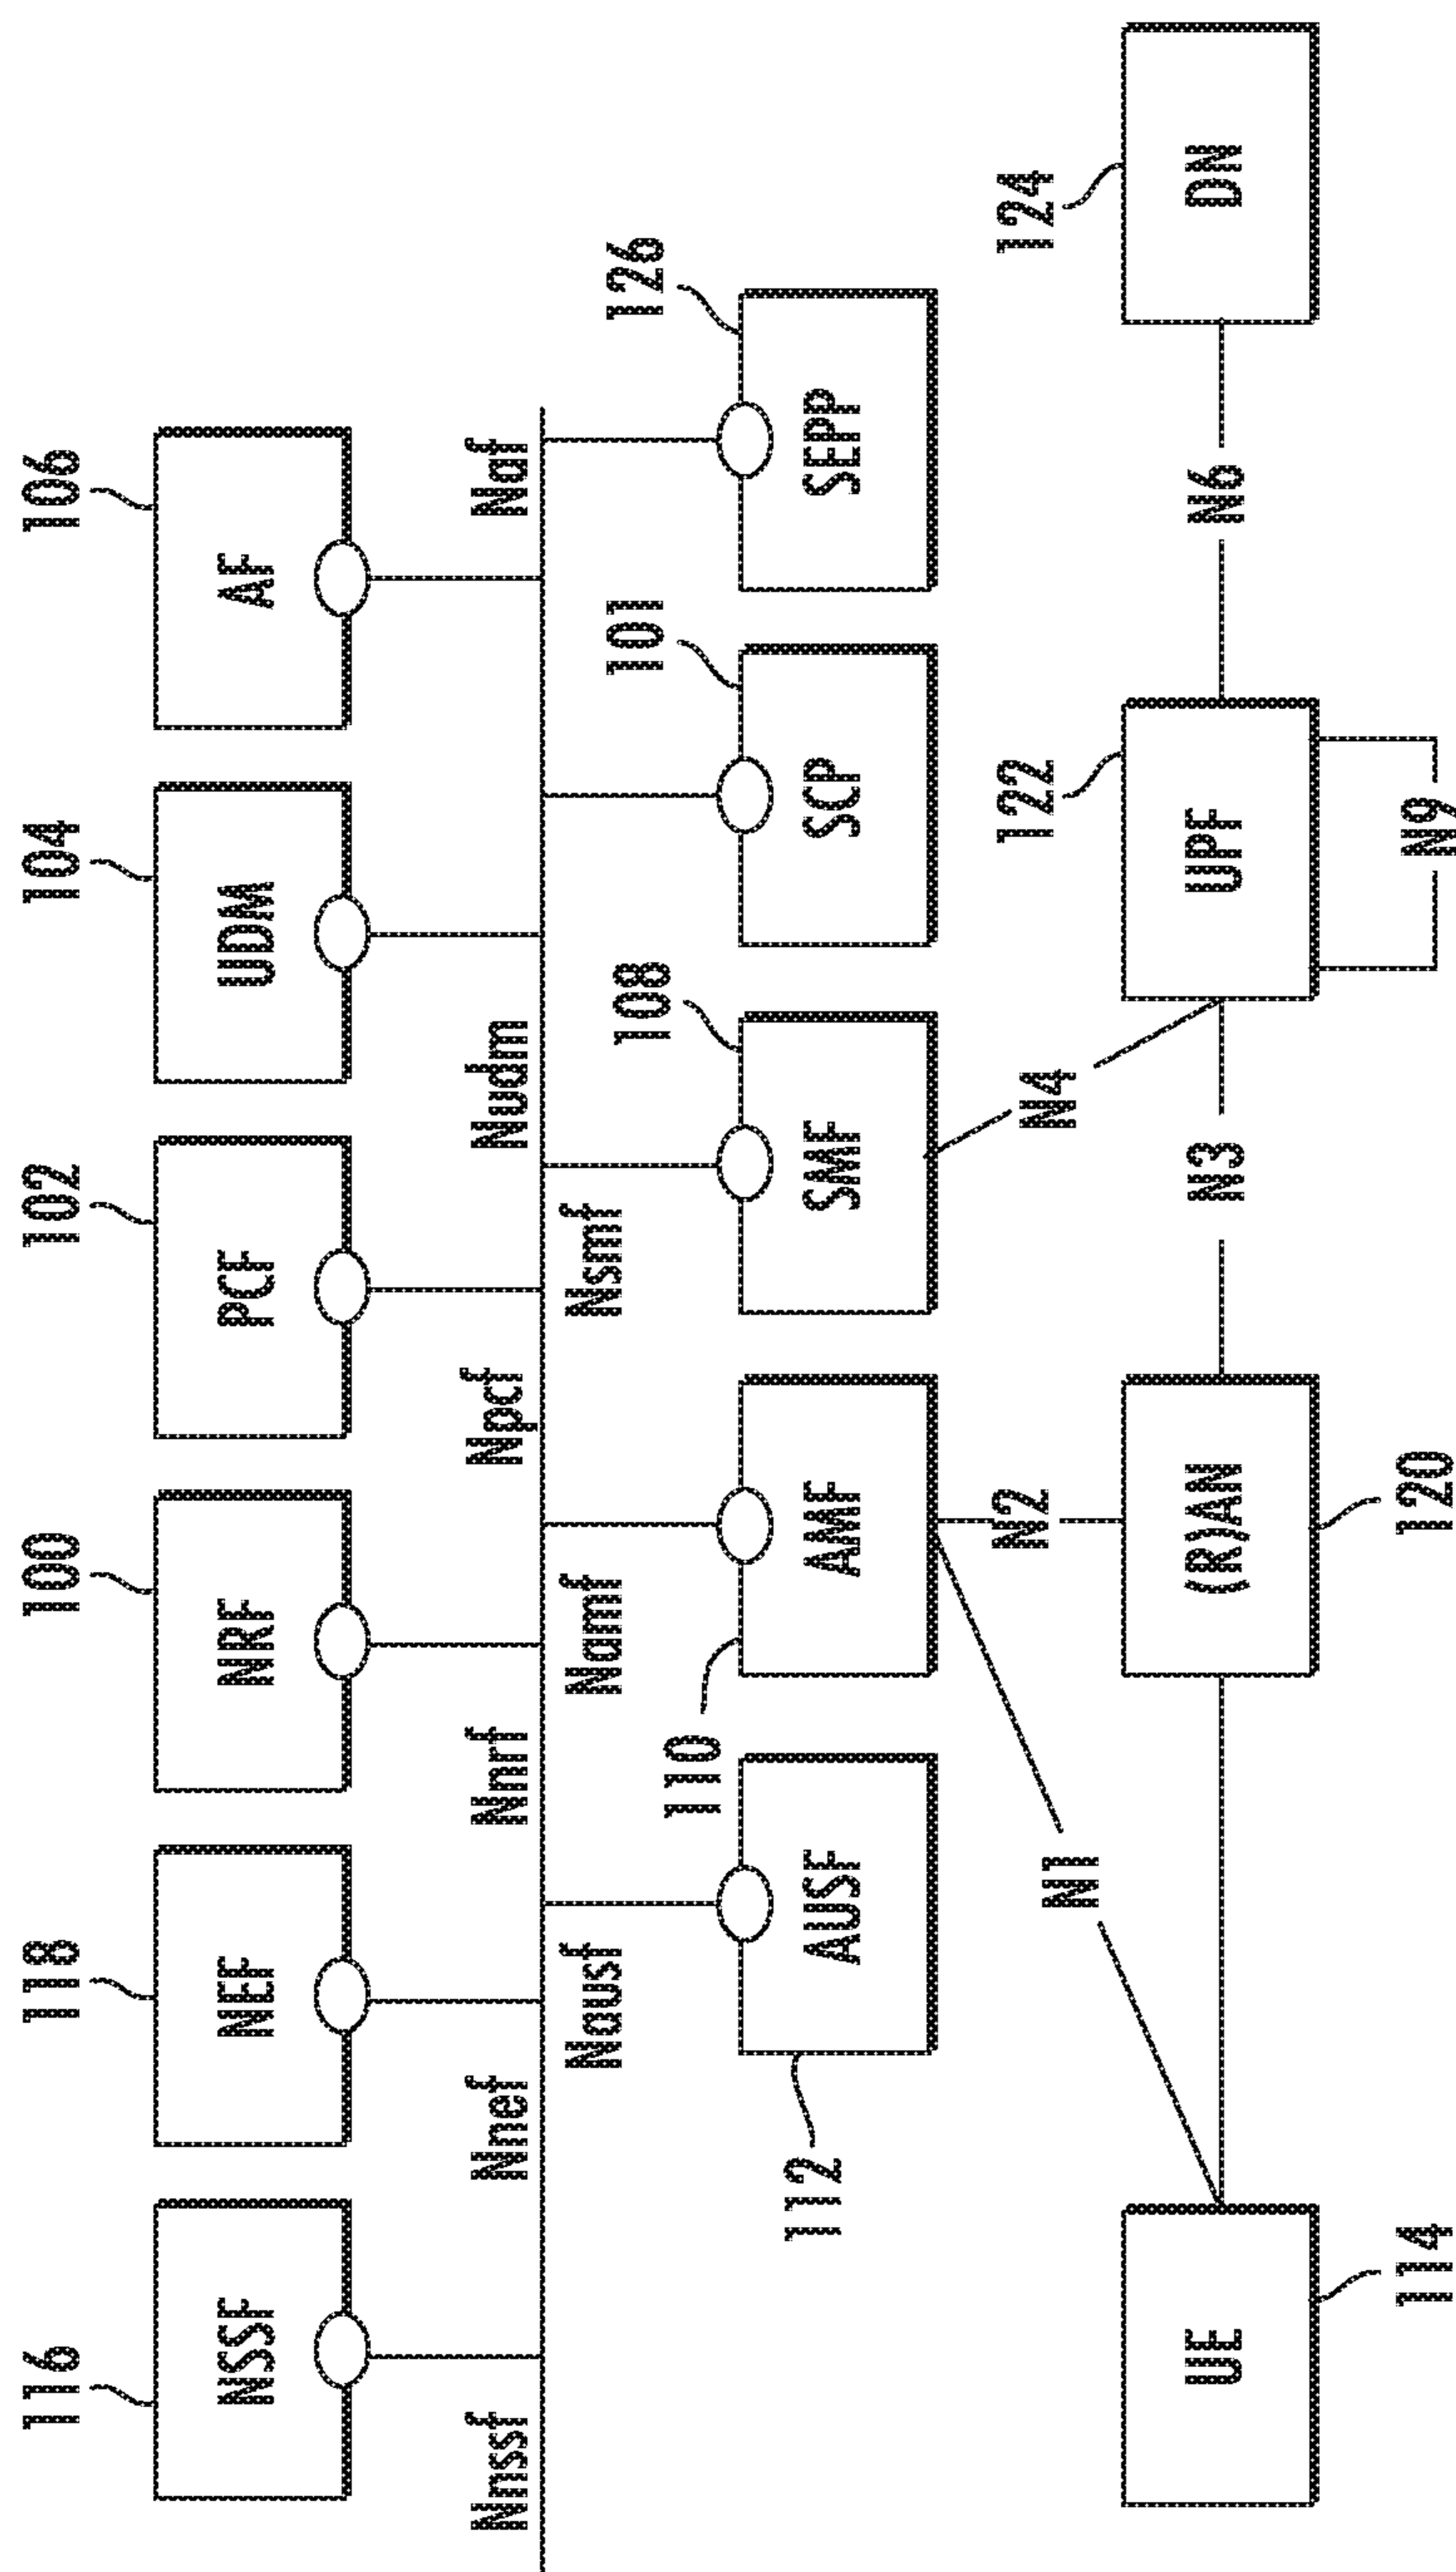 116
118
100
102
104
106
NSSF
NEF
NRF
PCF
UDM
AF
Nnssf
Nnef
Nnrf
Npcf
Nudm
Naf
Nausf
Namf
Nsmf
112
110
108
101
126
AUSF
AMF
SMF
SCP
SEPP
N1
N2
N4
122
124
UE
(R)AN
N3
UPF
N6
DN
114
120
N9